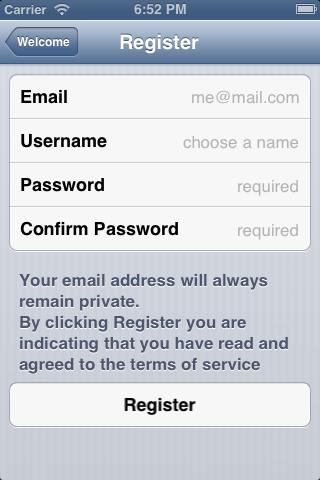 Carrier 6:52 PM
Welcome Register
Email me@mail.com
Username choose a name
Password required
Confirm Password required
Your email address will always
remain private.
By clicking Register you are
indicating that you have read and
agreed to the terms of service
Register